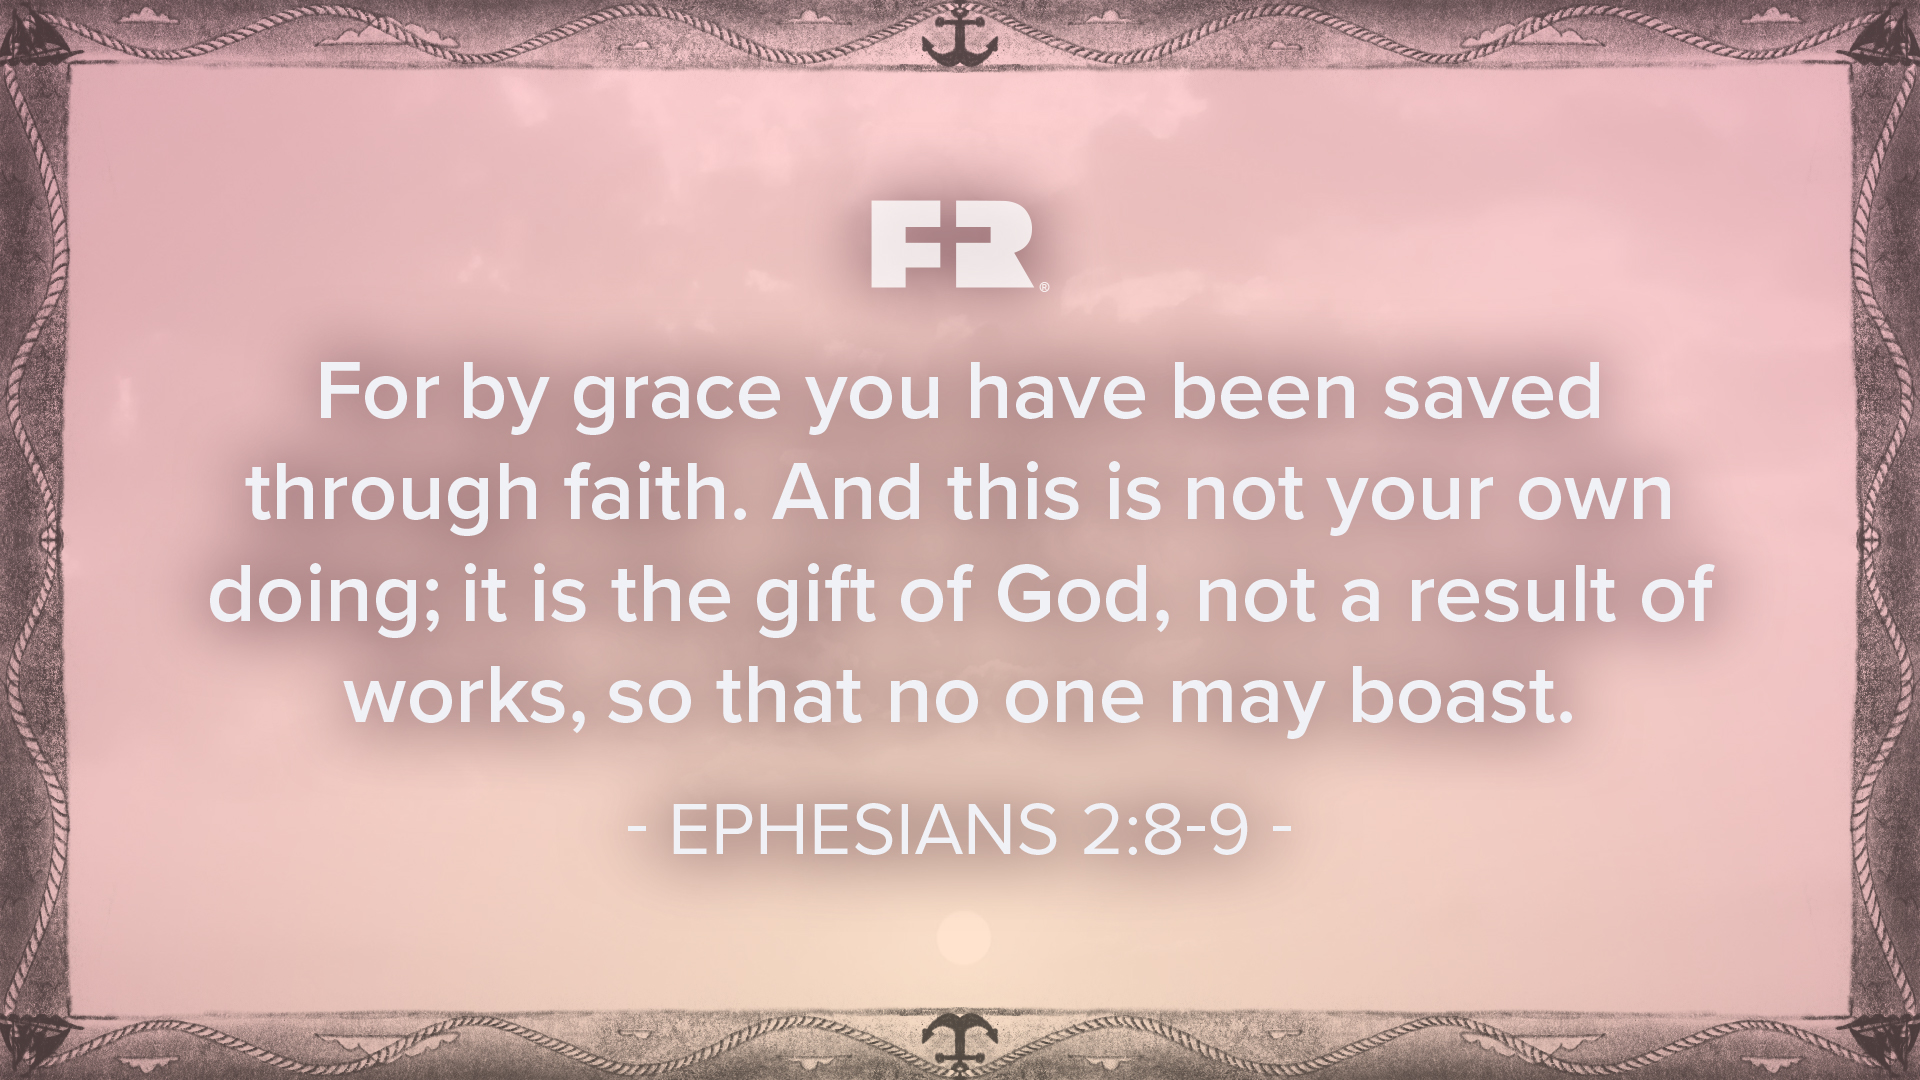 FR®
For by grace you have been saved
through faith. And this is not your own
doing; it is the gift of God, not a result of
works, so that no one may boast.
- EPHESIANS 2:8-9 -